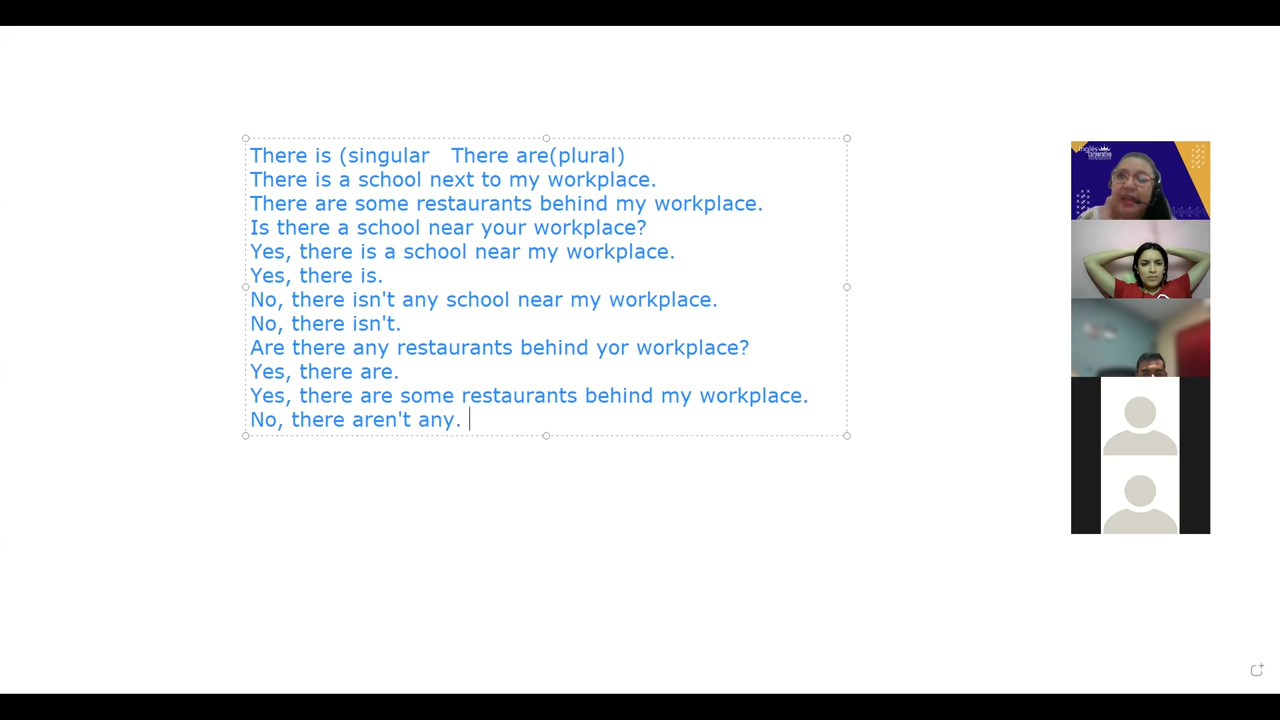 There is (singular   There are(plural)
There is a school next to my workplace.
There are some restaurants behind my workplace.
Is there a school near your workplace?
Yes, there is a school near my workplace.
Yes, there is.
No, there isn't any school near my workplace.
No, there isn't.
Are there any restaurants behind yor workplace?
Yes, there are.
Yes, there are some restaurants behind my workplace.
No, there aren't any.
Inglés
corporativo